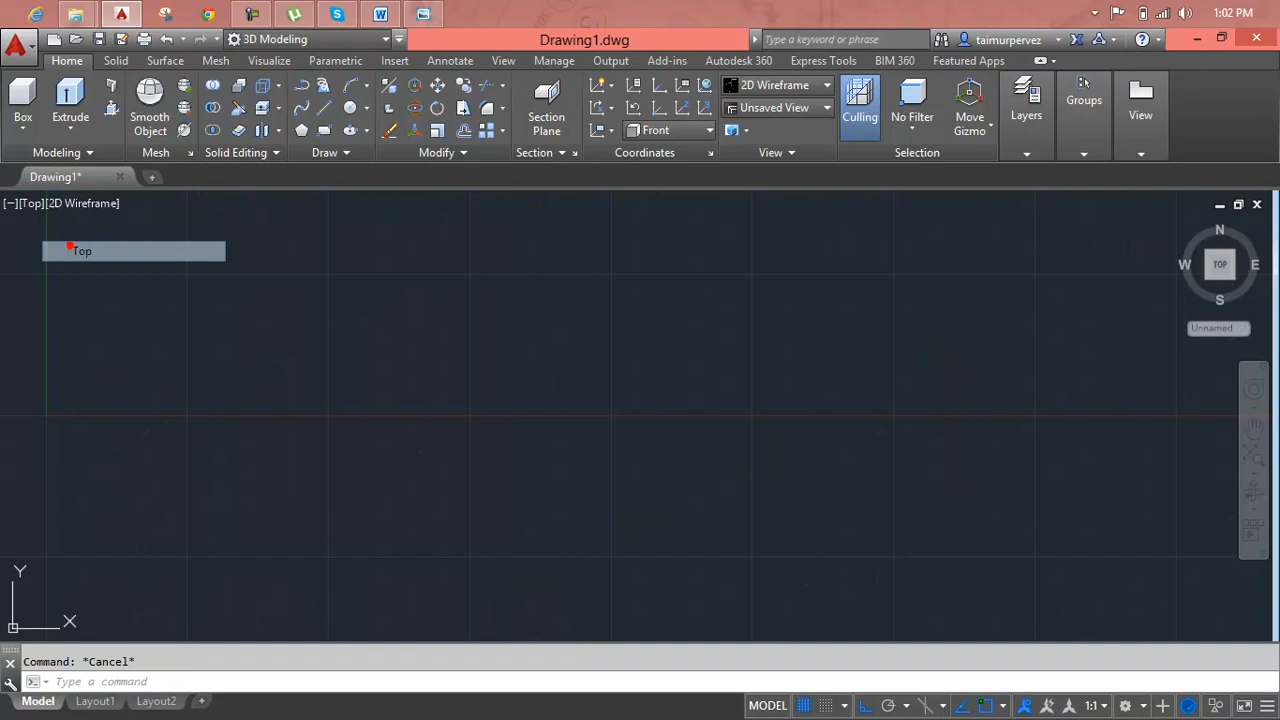 1:02 PM
3D Modeling
Drawing1.dwg
Type a keyword or phrase
taimurpervez
Home Solid Surface Mesh Visualize Parametric Insert Annotate View Manage Output Add-ins Autodesk 360 Express Tools BIM 360 Featured Apps
2D Wireframe
Unsaved View
Front
Box Extrude Smooth Object Section Plane Culling No Filter Move Gizmo Layers Groups View
Modeling Mesh Solid Editing Draw Modify Section Coordinates View Selection
Drawing1*
[−][Top][2D Wireframe]
Top
N
W TOP E
S
Unnamed
Y
X
Command: *Cancel*
Type a command
Model Layout1 Layout2 +
MODEL 1:1